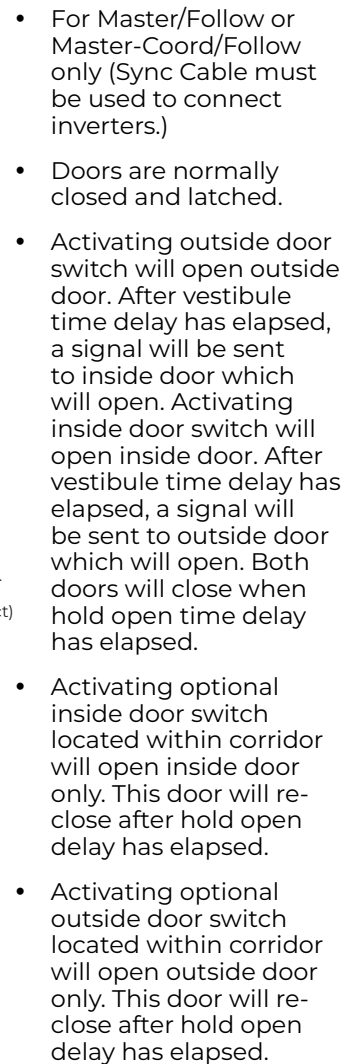 • For Master/Follow or
Master-Coord/Follow
only (Sync Cable must
be used to connect
inverters.)
• Doors are normally
closed and latched.
• Activating outside door
switch will open outside
door. After vestibule
time delay has elapsed,
a signal will be sent
to inside door which
will open. Activating
inside door switch will
open inside door. After
vestibule time delay has
elapsed, a signal will
be sent to outside door
which will open. Both
doors will close when
hold open time delay
has elapsed.
ct)
• Activating optional
inside door switch
located within corridor
will open inside door
only. This door will re-
close after hold open
delay has elapsed.
• Activating optional
outside door switch
located within corridor
will open outside door
only. This door will re-
close after hold open
delay has elapsed.